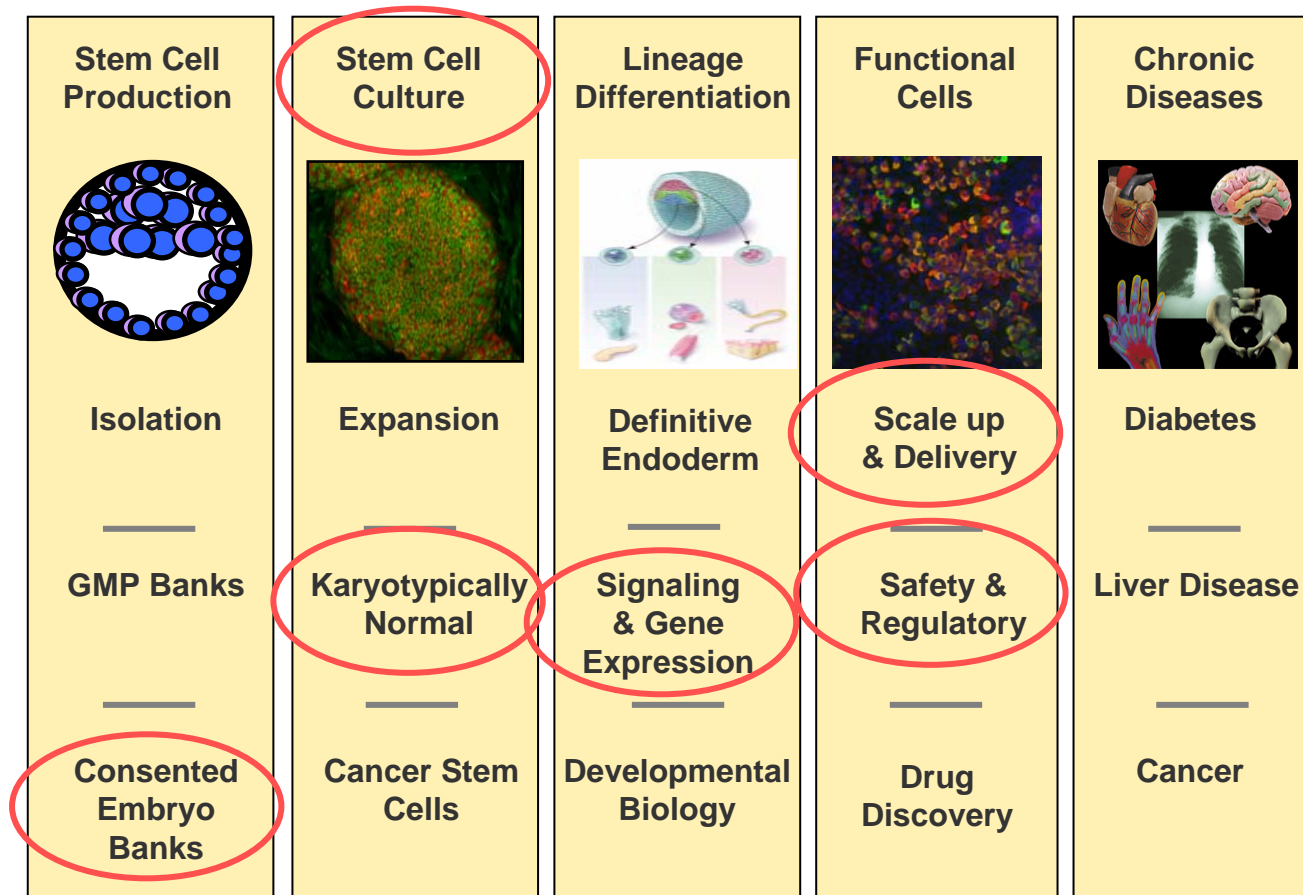 Stem Cell
Production
Isolation
GMP Banks
Consented
Embryo
Banks
Stem Cell
Culture
Expansion
Karyotypically
Normal
Cancer Stem
Cells
Lineage
Differentiation
Definitive
Endoderm
Signaling
& Gene
Expression
Developmental
Biology
Functional
Cells
Scale up
& Delivery
Safety &
Regulatory
Drug
Discovery
Chronic
Diseases
Diabetes
Liver Disease
Cancer